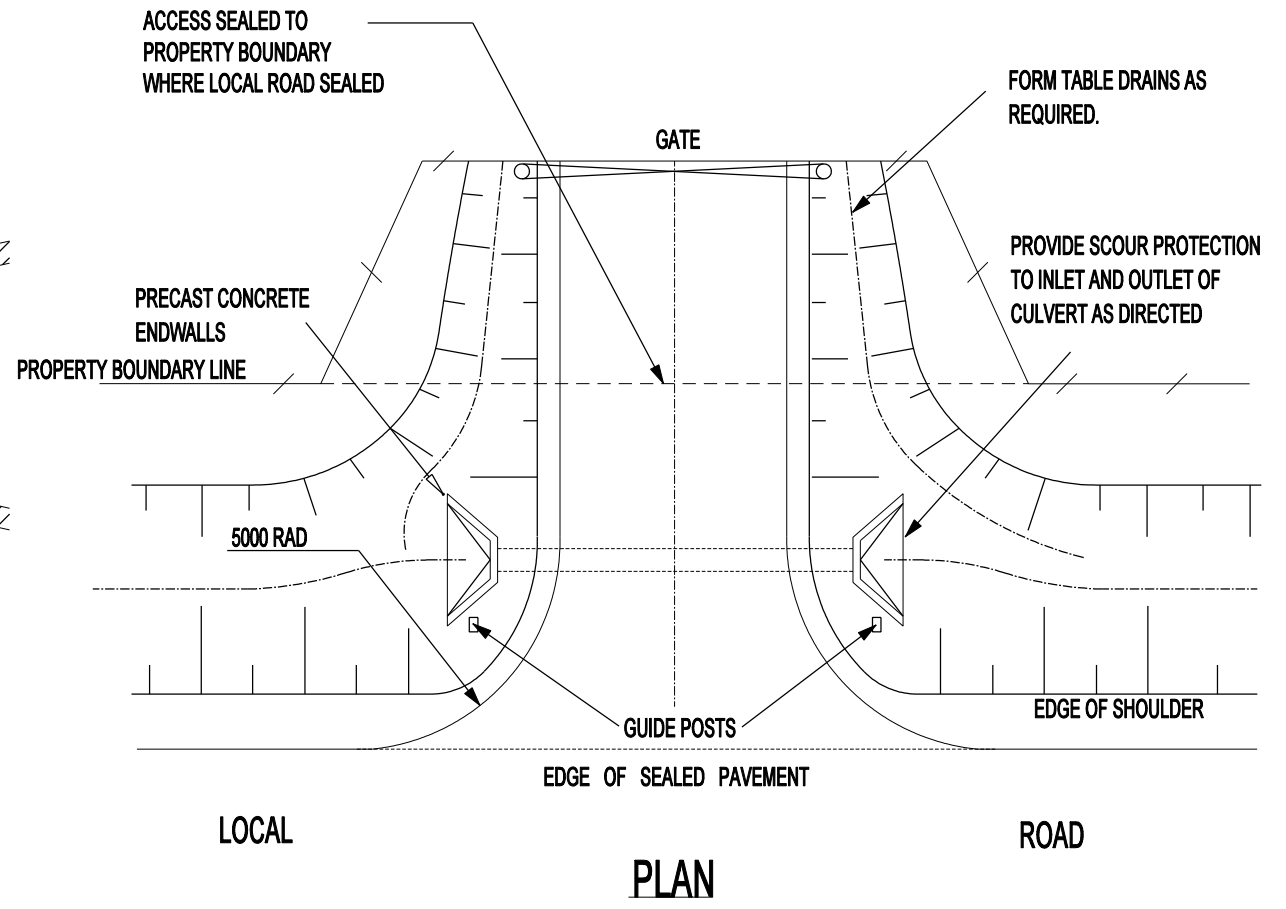 ACCESS SEALED TO
PROPERTY BOUNDARY
WHERE LOCAL ROAD SEALED
FORM TABLE DRAINS AS
REQUIRED.
GATE
PROVIDE SCOUR PROTECTION
TO INLET AND OUTLET OF
CULVERT AS DIRECTED
PRECAST CONCRETE
ENDWALLS
PROPERTY BOUNDARY LINE
5000 RAD
EDGE OF SHOULDER
GUIDE POSTS
EDGE OF SEALED PAVEMENT
LOCAL
ROAD
PLAN